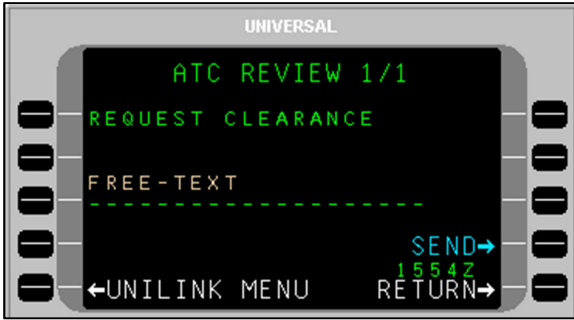 UNIVERSAL
ATC REVIEW 1/1
REQUEST CLEARANCE
FREE-TEXT
---------------------
SEND→
1554Z
←UNILINK MENU RETURN→